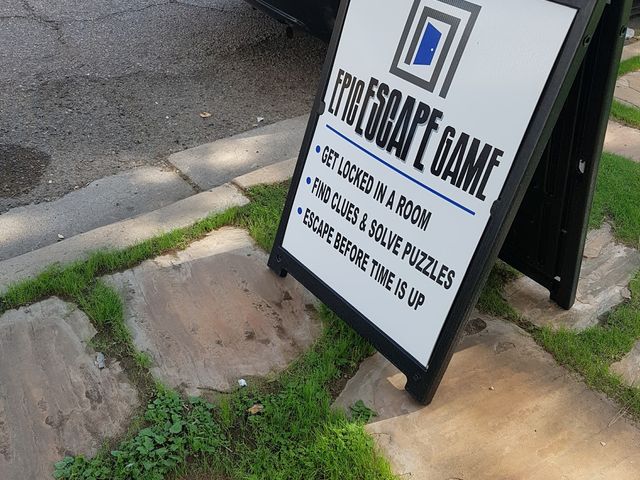 EPIC ESCAPE GAME
• GET LOCKED IN A ROOM
• FIND CLUES & SOLVE PUZZLES
• ESCAPE BEFORE TIME IS UP